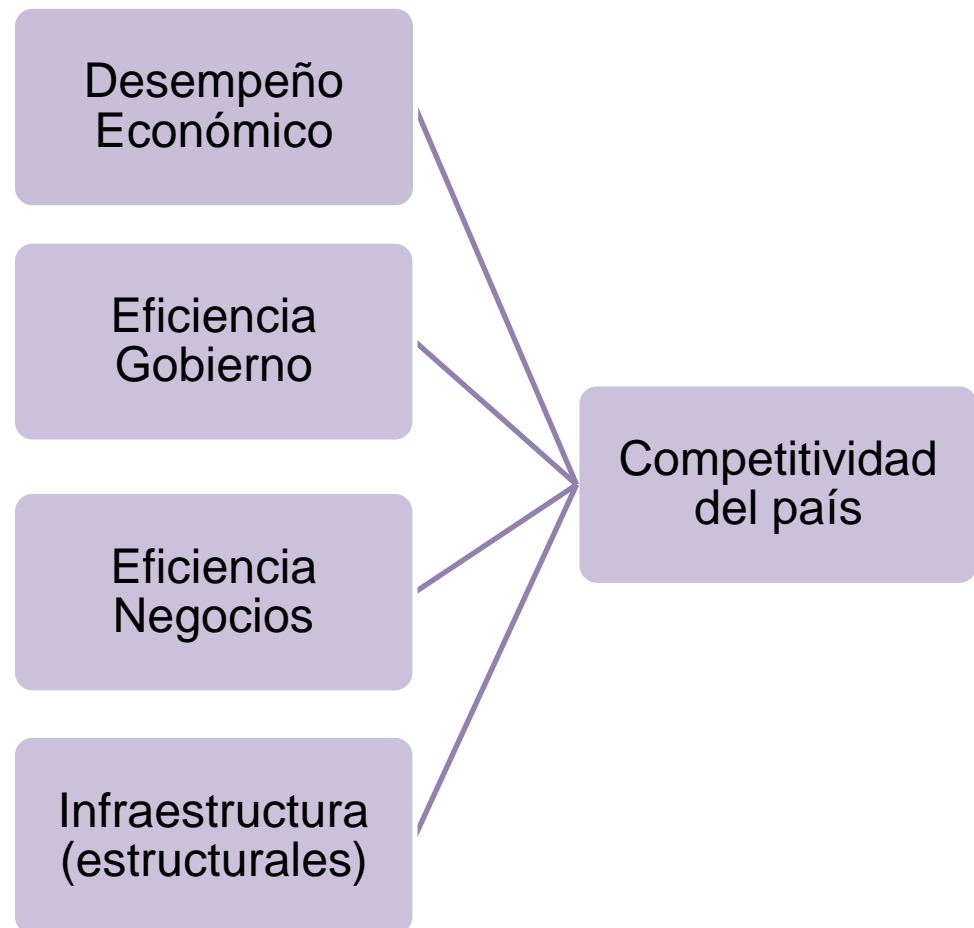 Desempeño
Económico
Eficiencia
Gobierno
Eficiencia
Negocios
Infraestructura
(estructurales)
Competitividad
del país